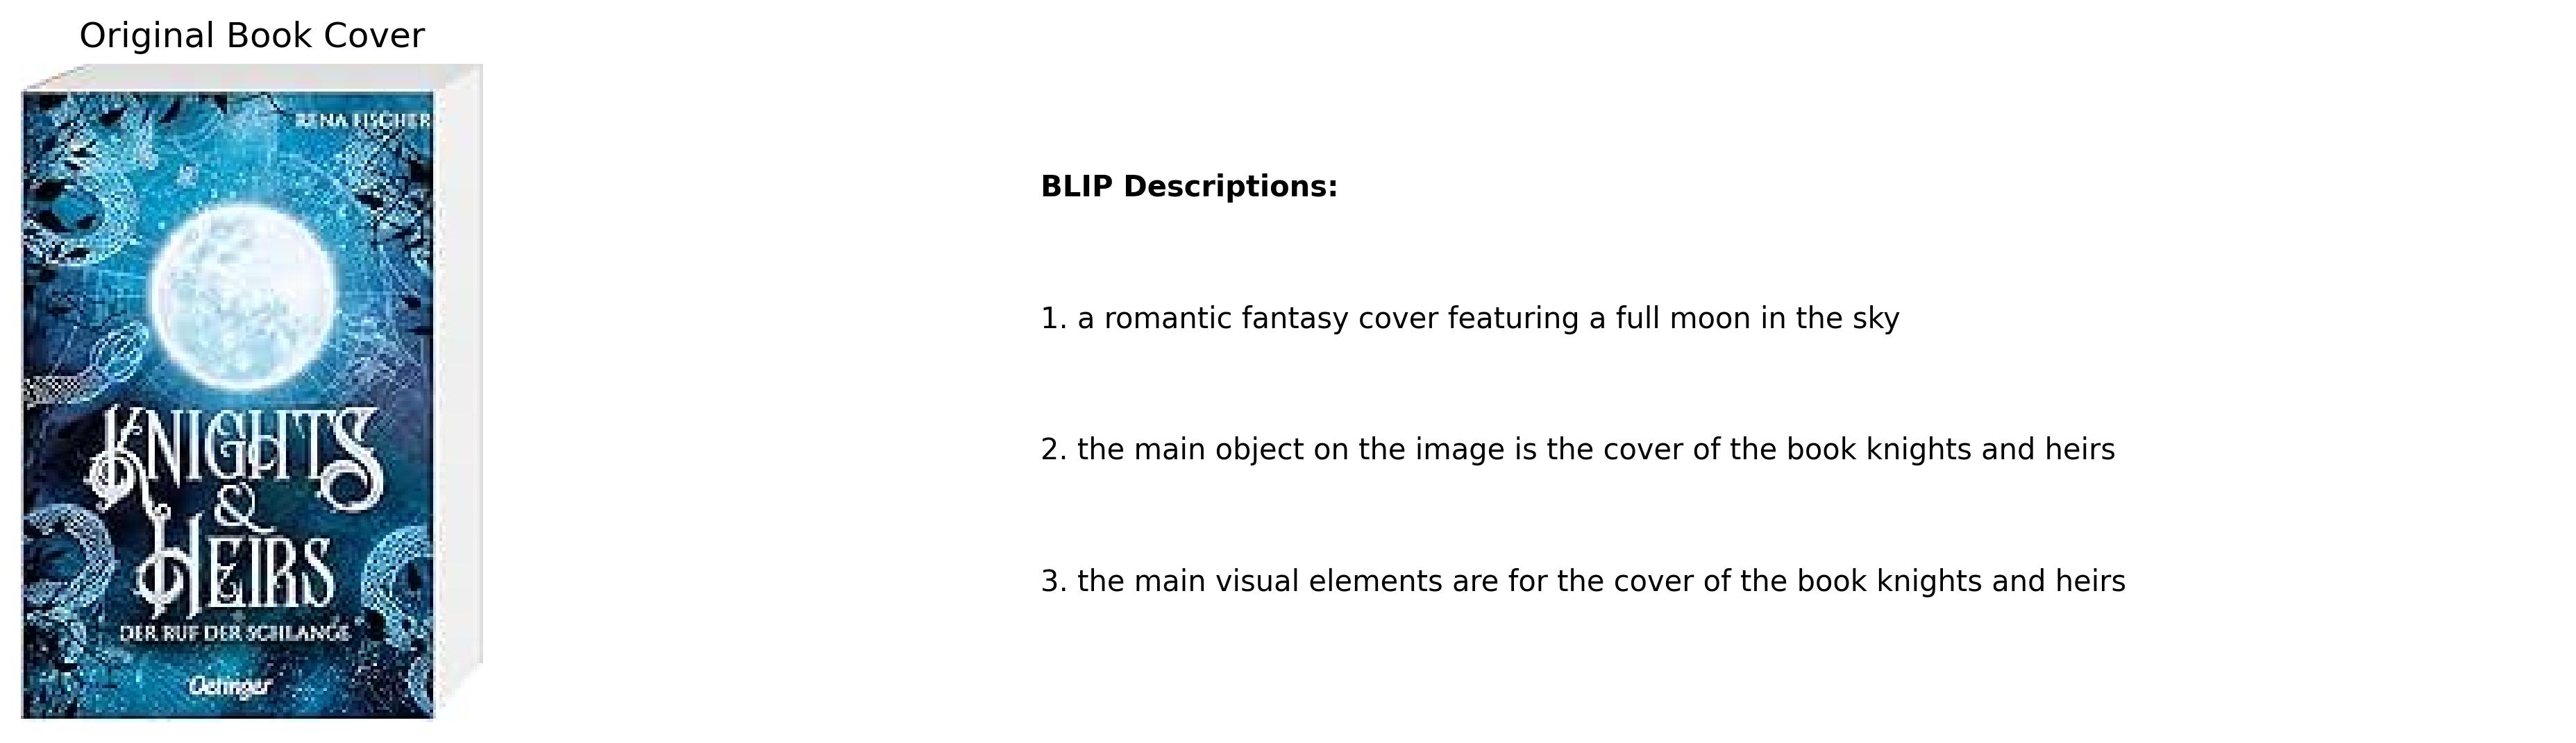 Original Book Cover
RENA FISCHER
KNIGHTS
&
HEIRS
DER RUF DER SCHLANGE
Oetinger
BLIP Descriptions:
1. a romantic fantasy cover featuring a full moon in the sky
2. the main object on the image is the cover of the book knights and heirs
3. the main visual elements are for the cover of the book knights and heirs